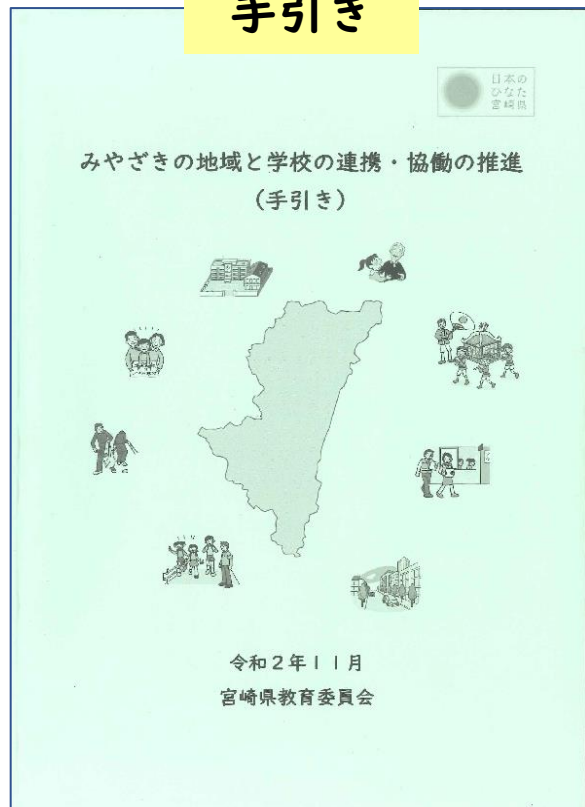 手引き
日本の
ひなた
宮崎県
みやざきの地域と学校の連携・協働の推進
(手引き)
令和2年11月
宮崎県教育委員会